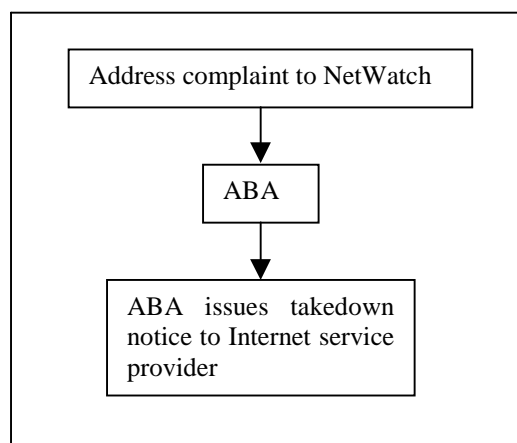 Address complaint to NetWatch
ABA
ABA issues takedown
notice to Internet service
provider